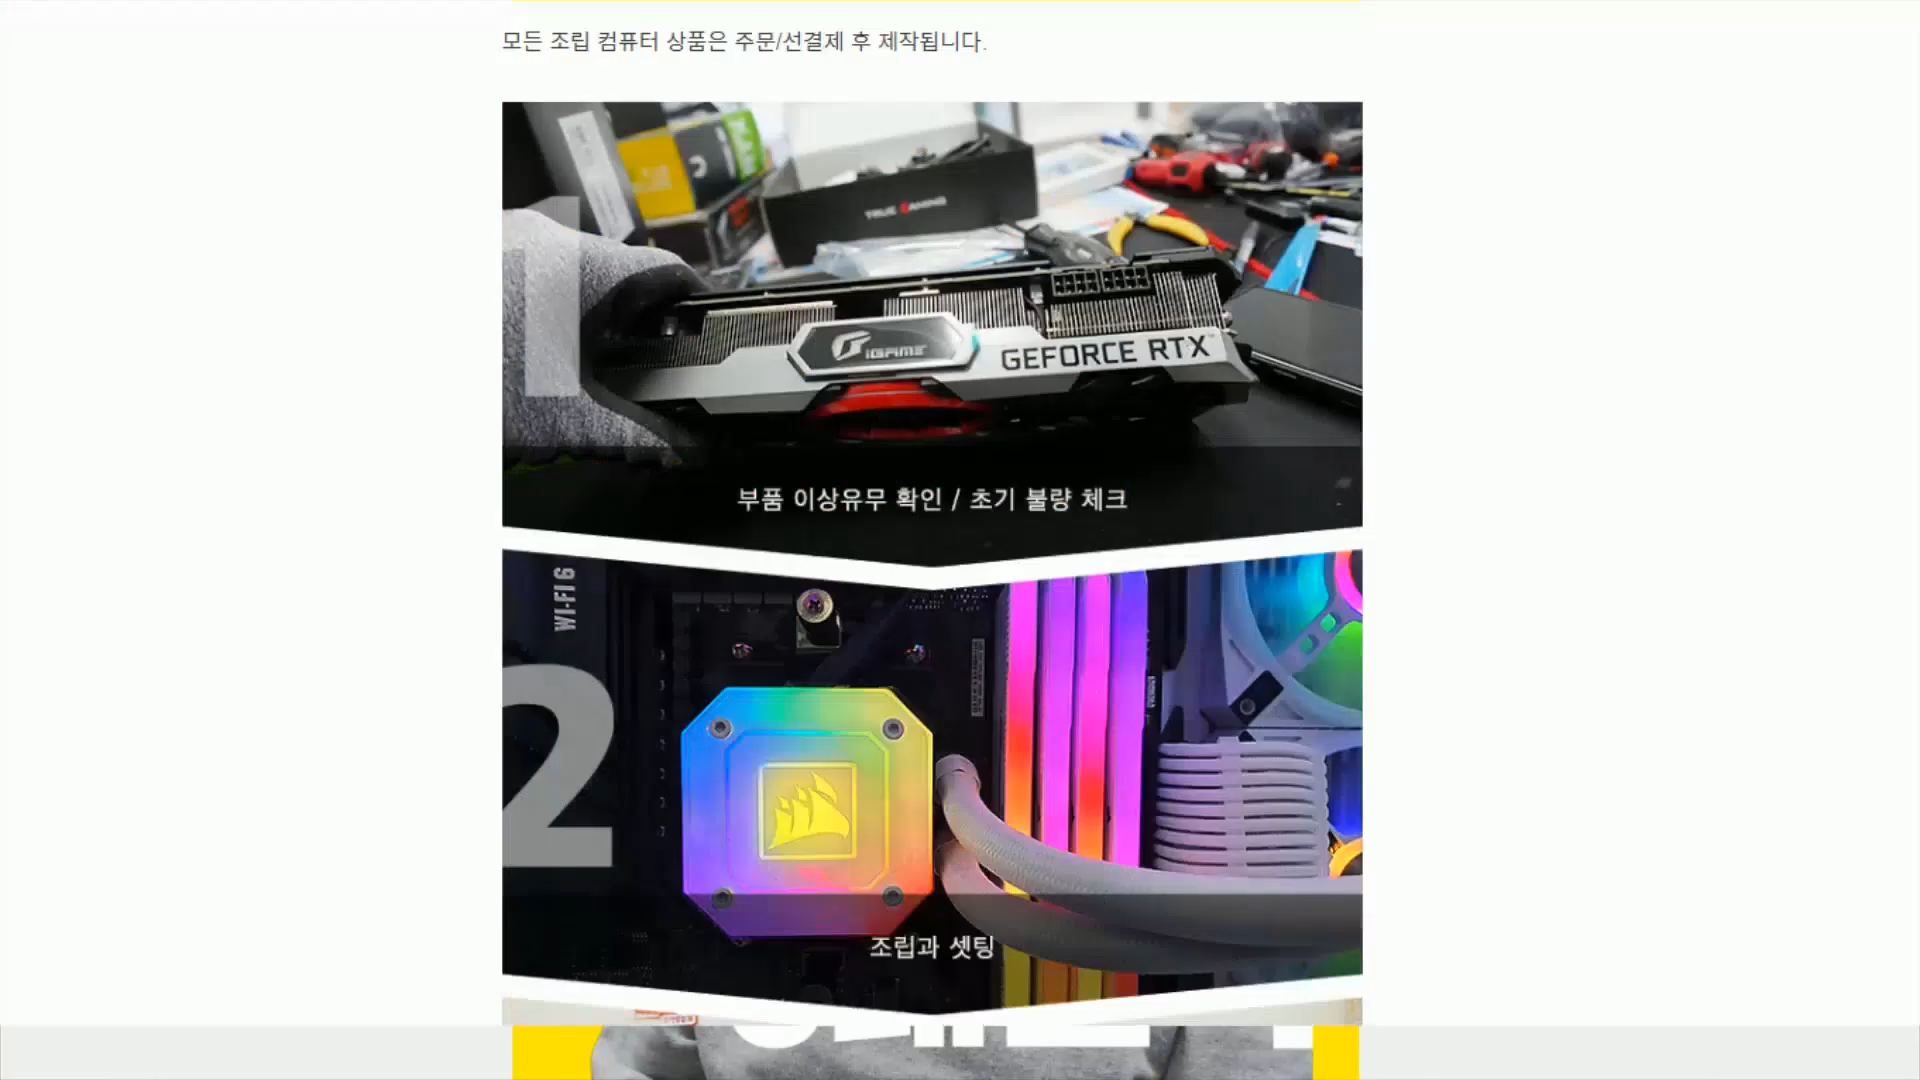 모든 조립 컴퓨터 상품은 주문/선결제 후 제작됩니다.
1
TRUE GAMING
iGAME
GEFORCE RTX
부품 이상유무 확인 / 초기 불량 체크
WI-FI 6
2
조립과 셋팅